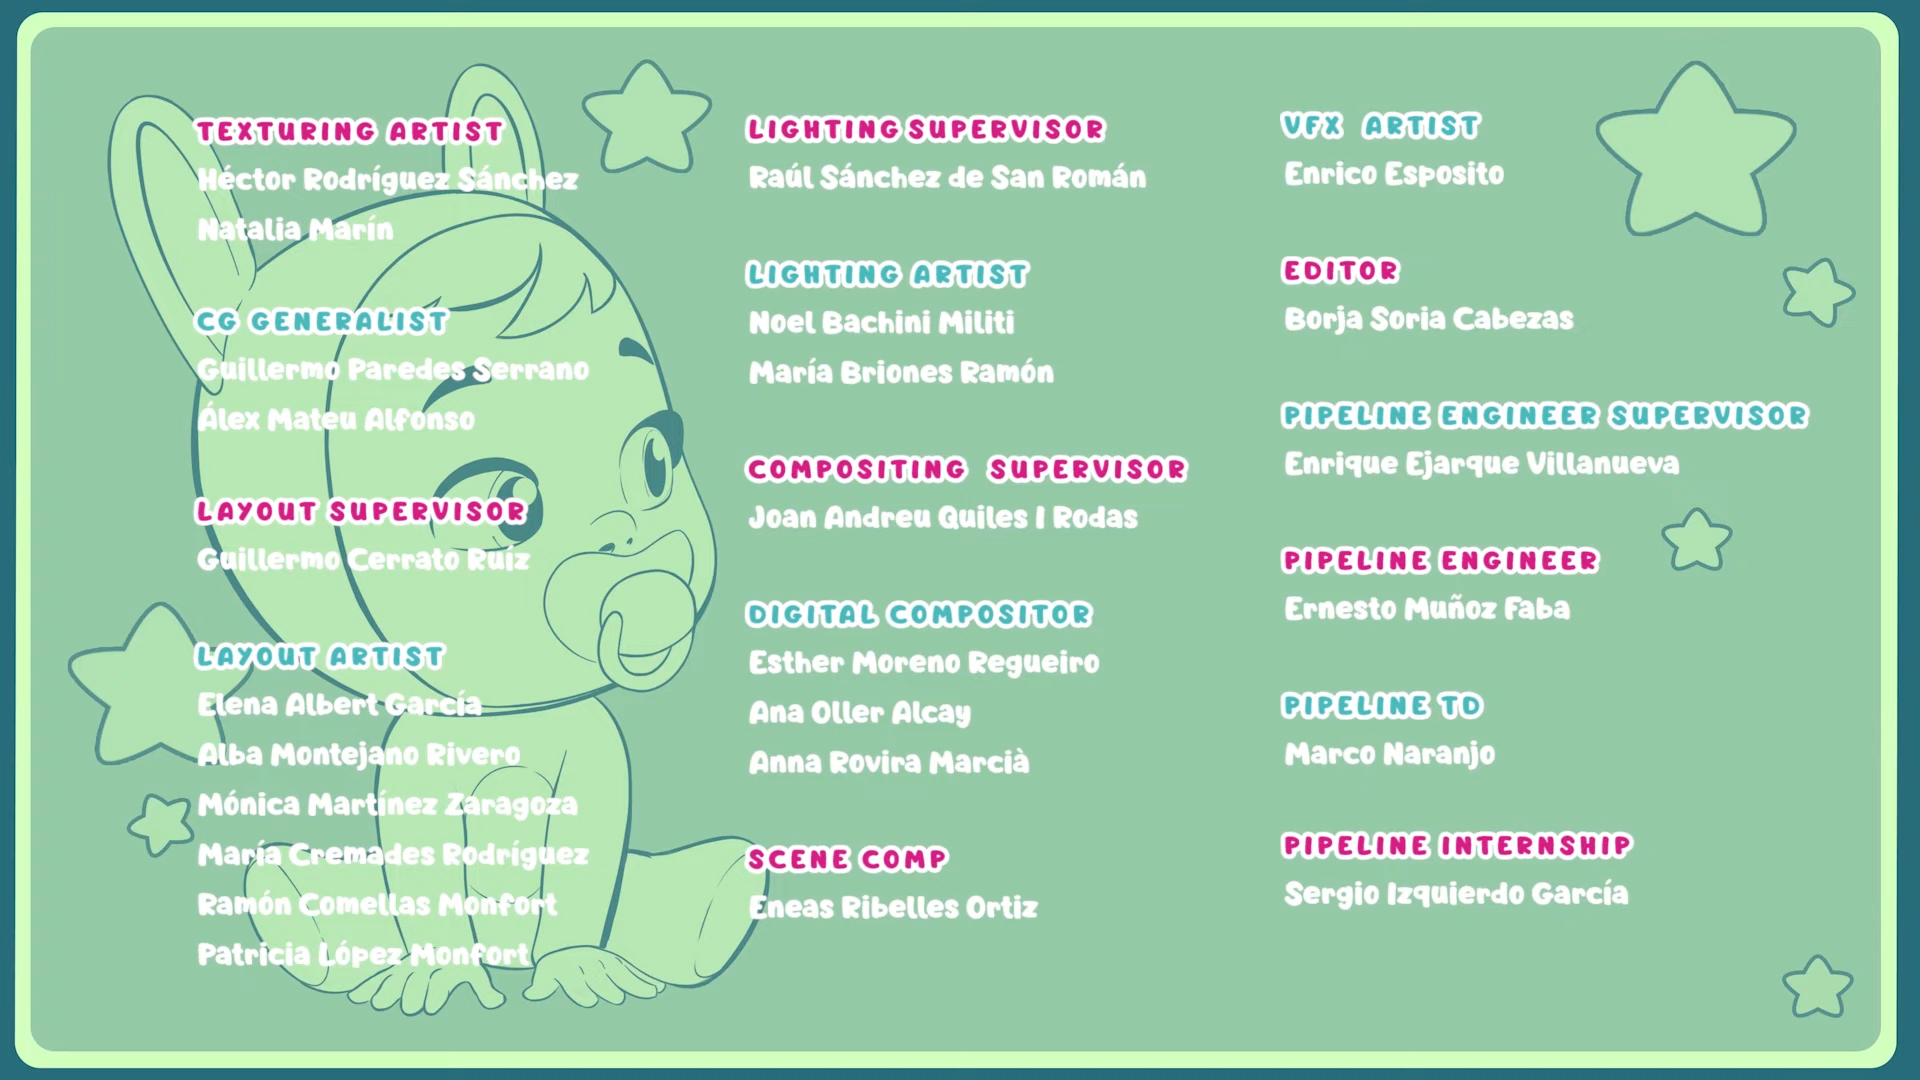 TEXTURING ARTIST
Héctor Rodríguez Sánchez
Natalia Marín
CG GENERALIST
Guillermo Paredes Serrano
Álex Mateu Alfonso
LAYOUT SUPERVISOR
Guillermo Cerrato Ruíz
LAYOUT ARTIST
Elena Albert García
Alba Montejano Rivero
Mónica Martínez Zaragoza
María Cremades Rodríguez
Ramón Comellas Monfort
Patricia López Monfort
LIGHTING SUPERVISOR
Raúl Sánchez de San Román
LIGHTING ARTIST
Noel Bachini Militi
María Briones Ramón
COMPOSITING SUPERVISOR
Joan Andreu Quiles I Rodas
DIGITAL COMPOSITOR
Esther Moreno Regueiro
Ana Oller Alcay
Anna Rovira Marcià
SCENE COMP
Eneas Ribelles Ortiz
VFX ARTIST
Enrico Esposito
EDITOR
Borja Soria Cabezas
PIPELINE ENGINEER SUPERVISOR
Enrique Ejarque Villanueva
PIPELINE ENGINEER
Ernesto Muñoz Faba
PIPELINE TD
Marco Naranjo
PIPELINE INTERNSHIP
Sergio Izquierdo García